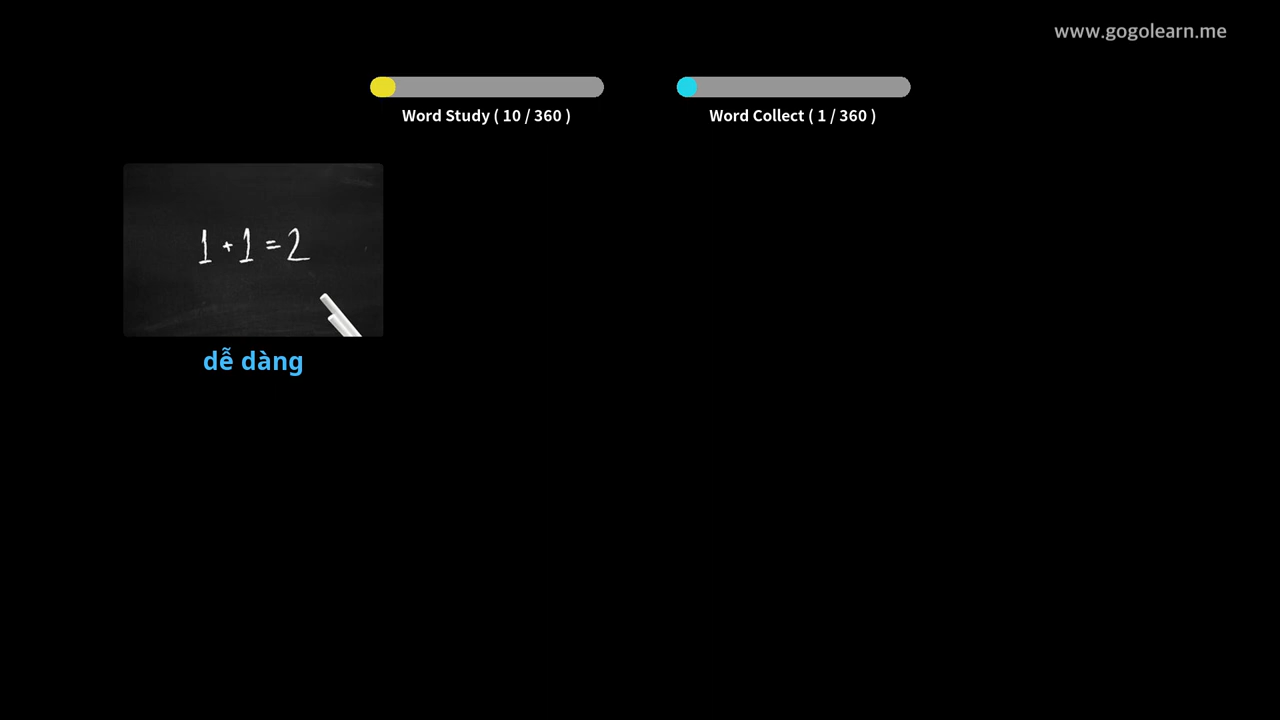 www.gogolearn.me
Word Study ( 10 / 360 )
Word Collect ( 1 / 360 )
1 + 1 = 2
dễ dàng